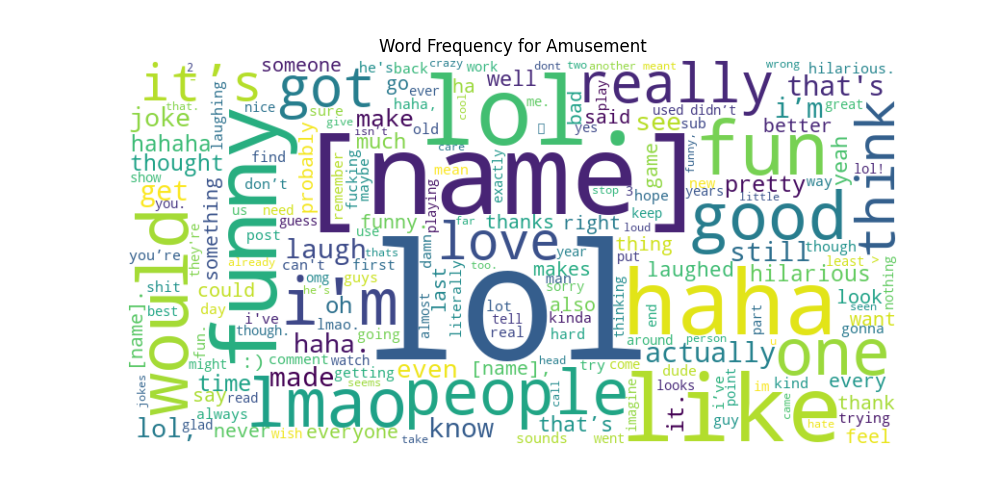 Word Frequency for Amusement
it's
2
someone
he's
back
crazy
work
dont
two
another
meant
wrong
hilarious.
that.
got
go
ever
ha
well
really
that's
joke
laughing
nice
sure
haha,
lol.
cool
me.
bad
play
said
used
didn't
i'm
great
hahaha
under
give
make
old
yes
see
sub
better
thought
find
probably
isn't
much
care
exactly
[name]
game
funny.
fun
yeah
think
show
get
something
don't
remember
fucking
maybe
mean
playing
stop
3
hope
new
years
pretty
way
lol!
little
you.
us
need
guess
funny.
far
thanks
right
keep
loud
good
would
they're
funny
post
use
damn
love
year
thing
put
still
though
least
>
you're
laugh
thats
last
too.
makes
laughed
hilarious
nothing
already
can't
first
literally
man
sorry
shit
could
i'm
omg
guys
lol
lot
tell
real
also
thinking
haha
look
best
day
he's
oh
almost
kinda
end
part
seen
want
[name].
fun.
though.
i've
lmao.
going
hard
around
person
gonna
might
:)
haha.
comment
watch
head
try
come
actually
one
jokes
time
made
getting
seems
even
[name],
call
dude
looks
im
kind
every
say
read
lmao
people
imagine
like
it.
i've
point
came
hate
thank
always
guy
trying
lol,
glad
never
wish
everyone
take
know
sounds
went
that's
feel